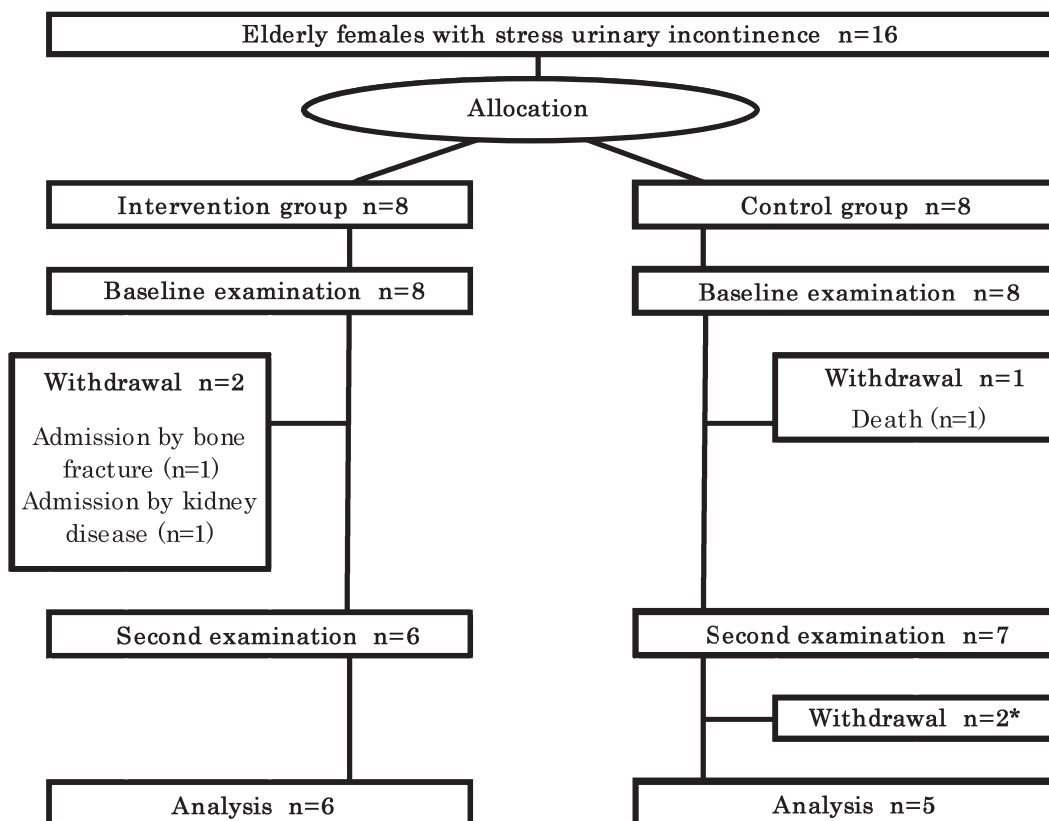 Elderly females with stress urinary incontinence n=16
Allocation
Intervention group n=8
Control group n=8
Baseline examination n=8
Baseline examination n=8
Withdrawal n=2
Admission by bone
fracture (n=1)
Admission by kidney
disease (n=1)
Withdrawal n=1
Death (n=1)
Second examination n=6
Second examination n=7
Withdrawal n=2*
Analysis n=6
Analysis n=5